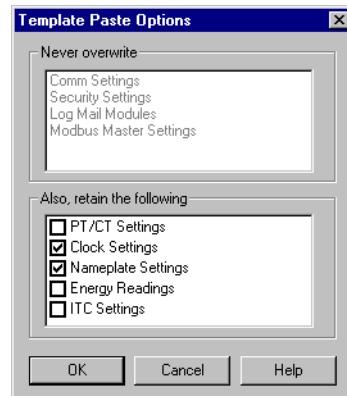 Template Paste Options
Never overwrite
Comm Settings
Security Settings
Log Mail Modules
Modbus Master Settings
Also, retain the following
PT/CT Settings
Clock Settings
Nameplate Settings
Energy Readings
ITC Settings
OK Cancel Help